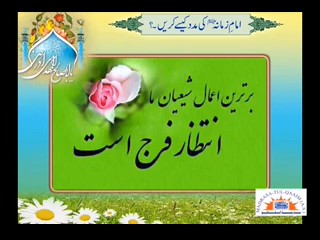 امامِ زمانہ کی مدد کیسے کریں ۔؟
برترین اعمال شیعیان ما
انتظار فرج است